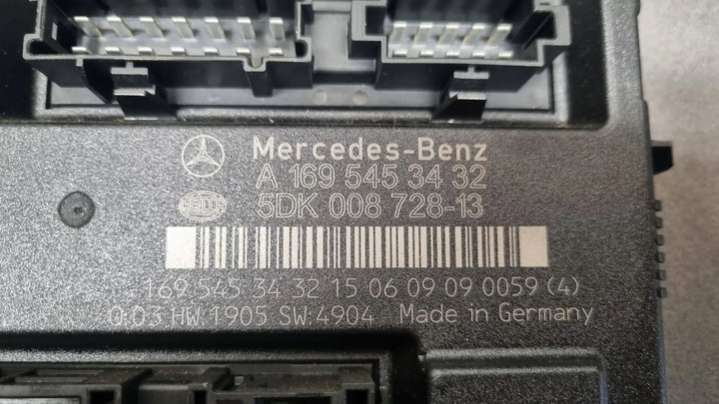 Mercedes-Benz
A 169 545 34 32
HELLA
5DK 008 728-13
169 545 34 32 15 06 09 09 0059 (4)
Q:03 HW:1905 SW:4904 Made in Germany